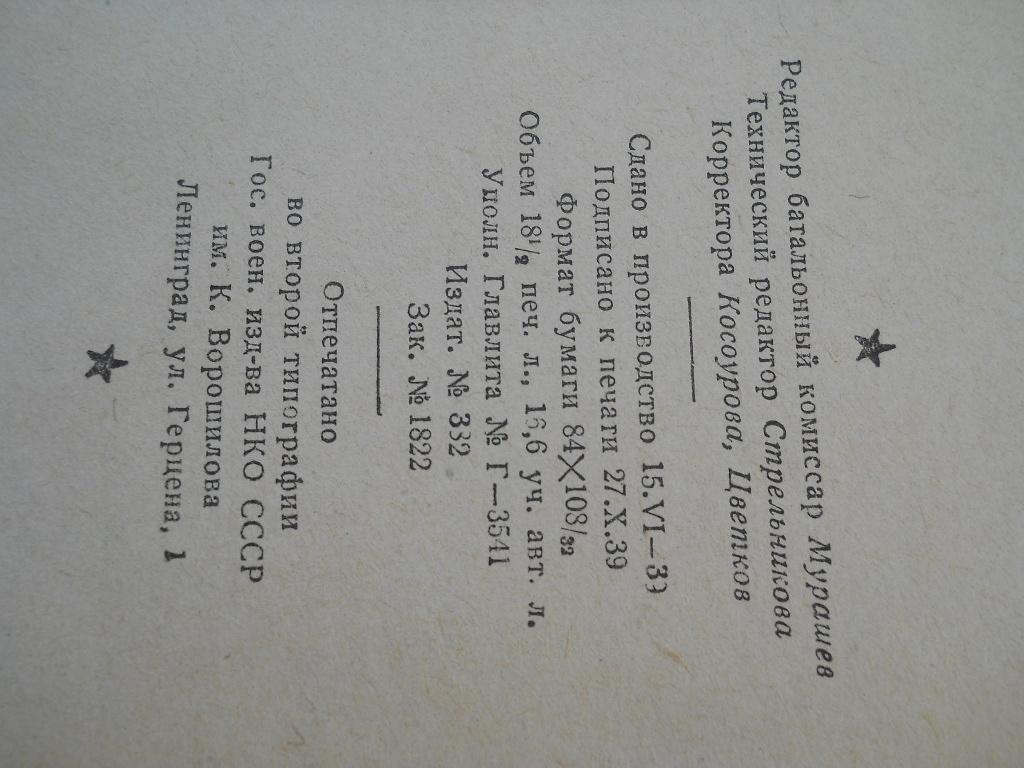 Редактор батальонный комиссар Мурашев
Технический редактор Стрельникова
Корректора Косоурова, Цветков
Сдано в производство 15.VI—39
Подписано к печати 27.X.39
Формат бумаги 84×108/32
Объем 18½ печ. л., 16,6 уч. авт. л.
Уполн. Главлита № Г—3541
Издат. № 332
Зак. № 1822
Отпечатано
во второй типографии
Гос. воен. изд-ва НКО СССР
им. К. Ворошилова
Ленинград, ул. Герцена, 1